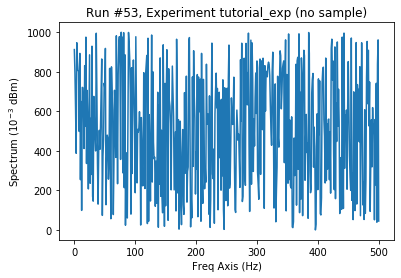 Run #53, Experiment tutorial_exp (no sample)
1000
800
600
400
200
0
Spectrum (10⁻³ dBm)
0 100 200 300 400 500
Freq Axis (Hz)